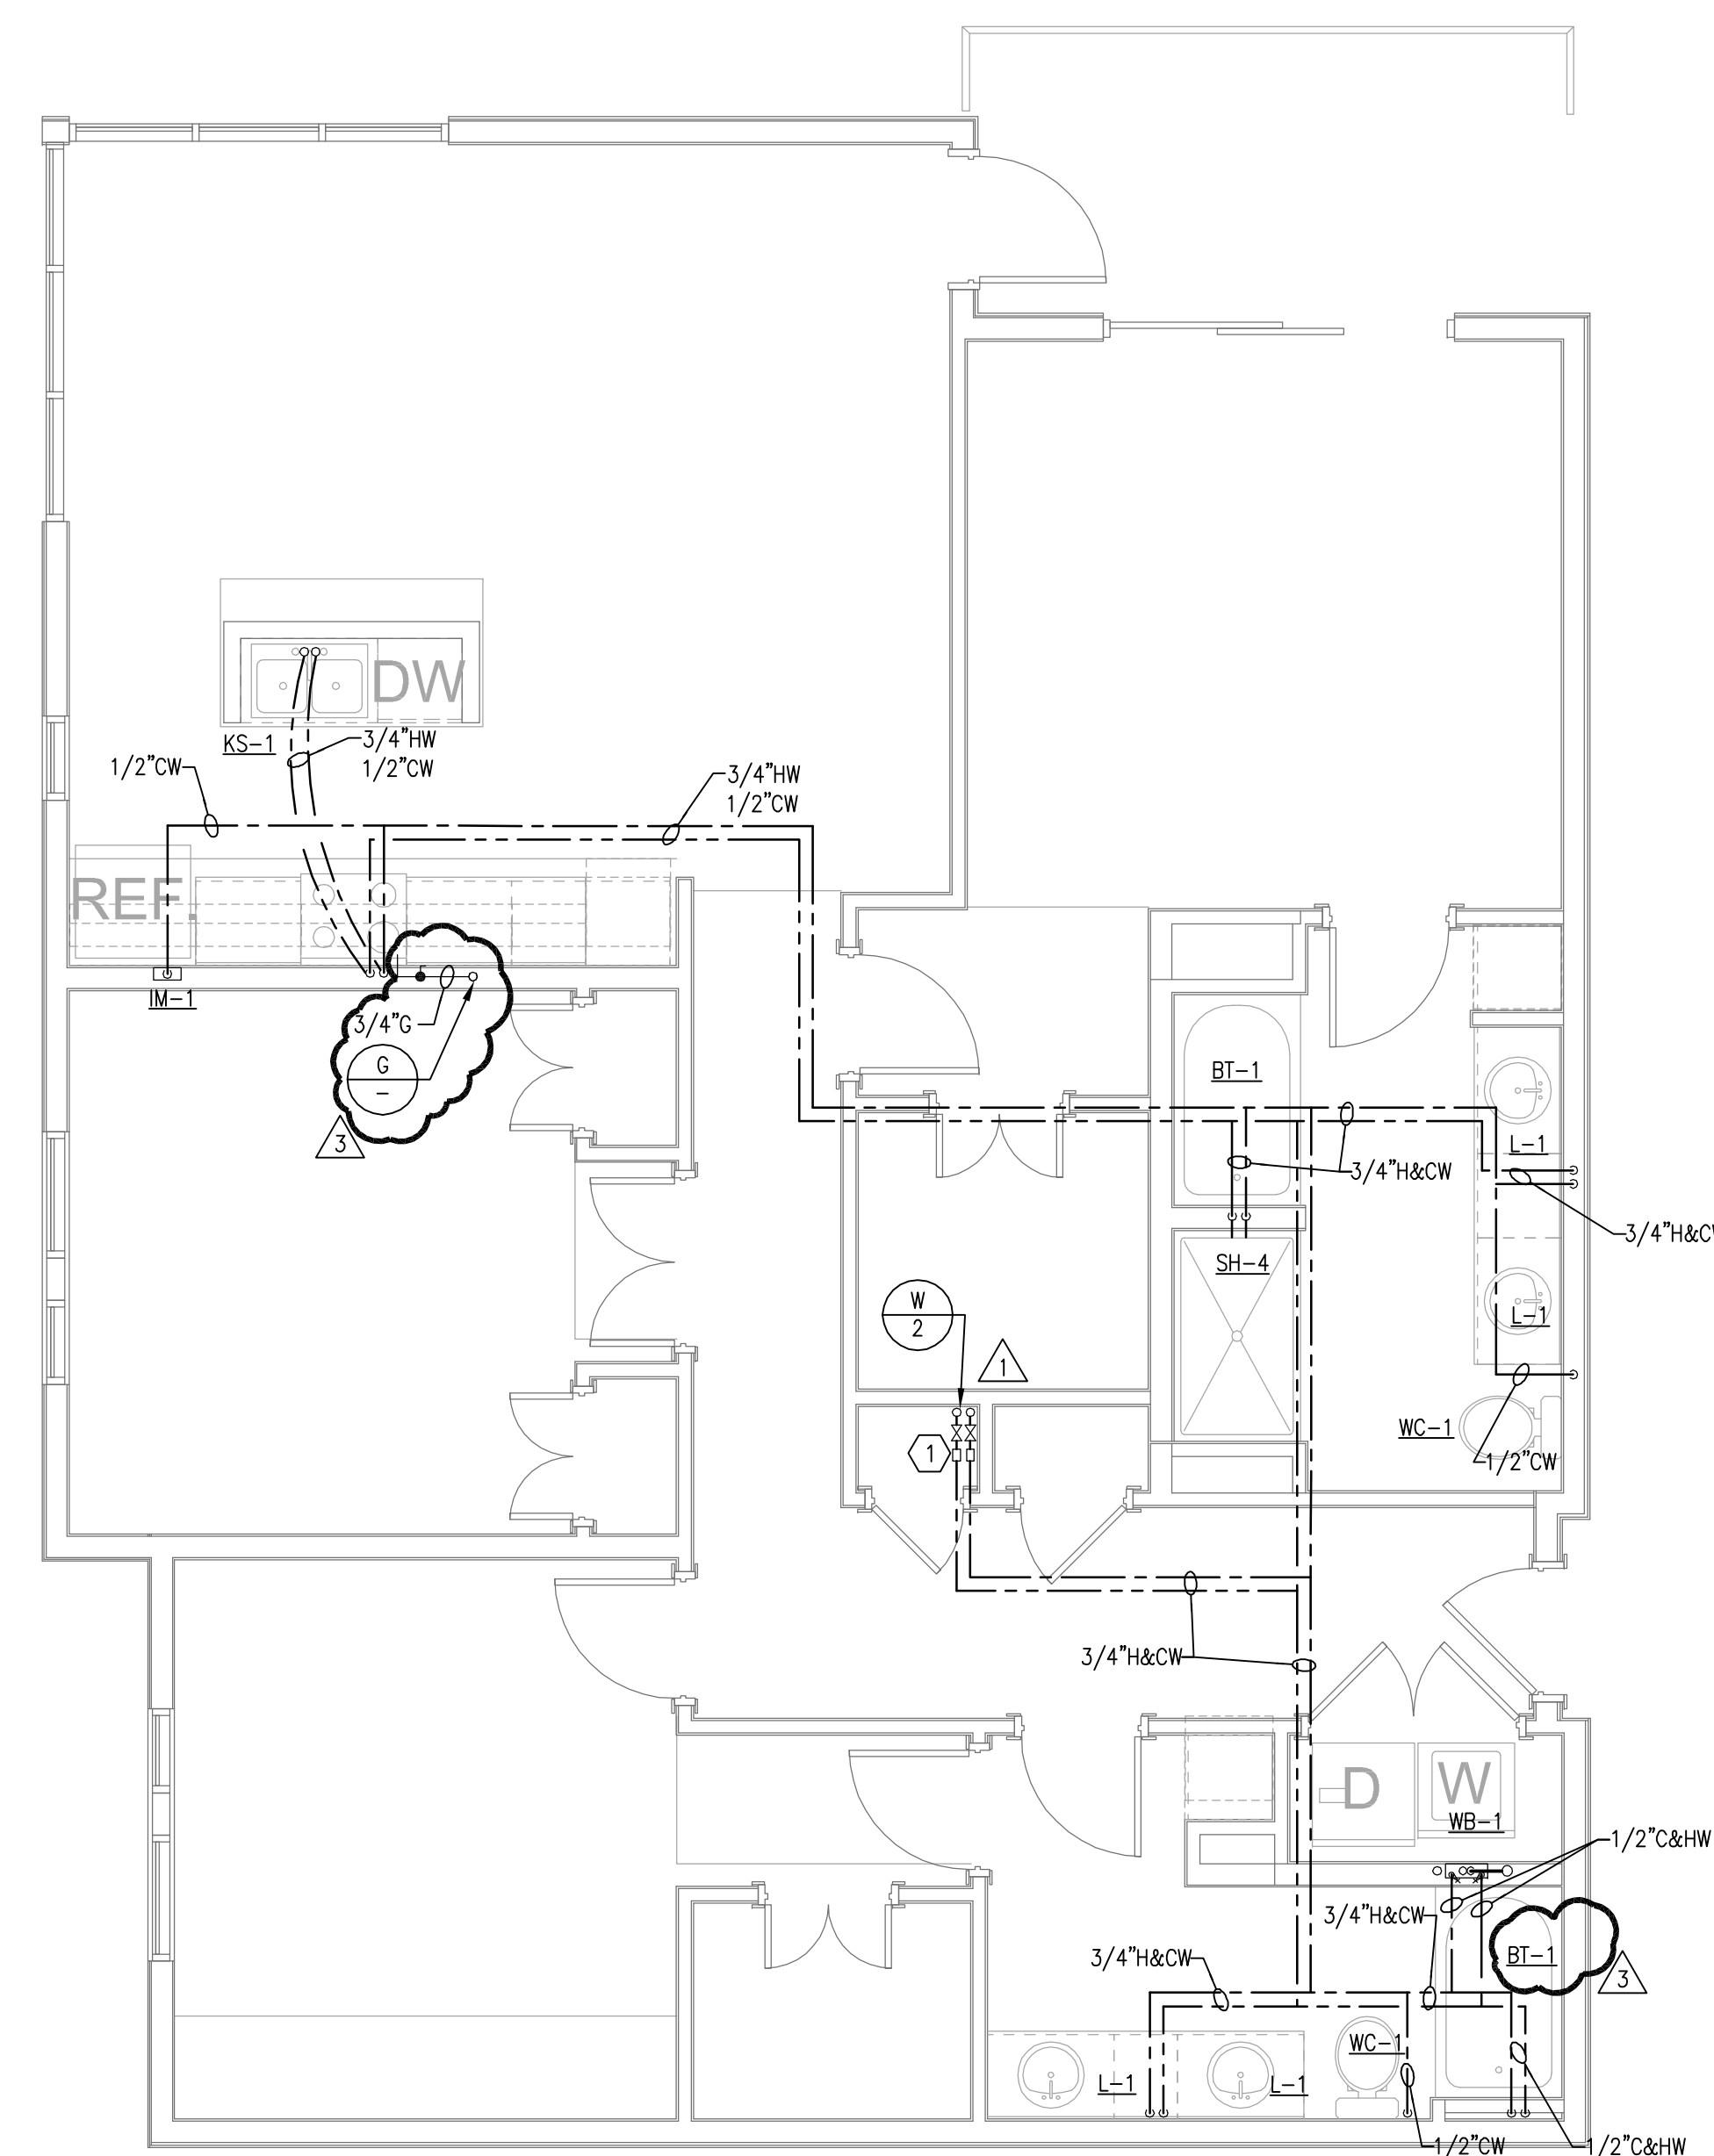 DW
KS-1
3/4"HW
1/2"CW
1/2"CW
3/4"HW
1/2"CW
REF.
IM-1
3/4"G
G
-
3
BT-1
L-1
3/4"H&CW
3/4"H&C
SH-4
L-1
W
2
1
1
WC-1
1/2"CW
3/4"H&CW
D
W
WB-1
1/2"C&HW
3/4"H&CW
BT-1
3
3/4"H&CW
WC-1
L-1
L-1
1/2"CW
1/2"C&HW